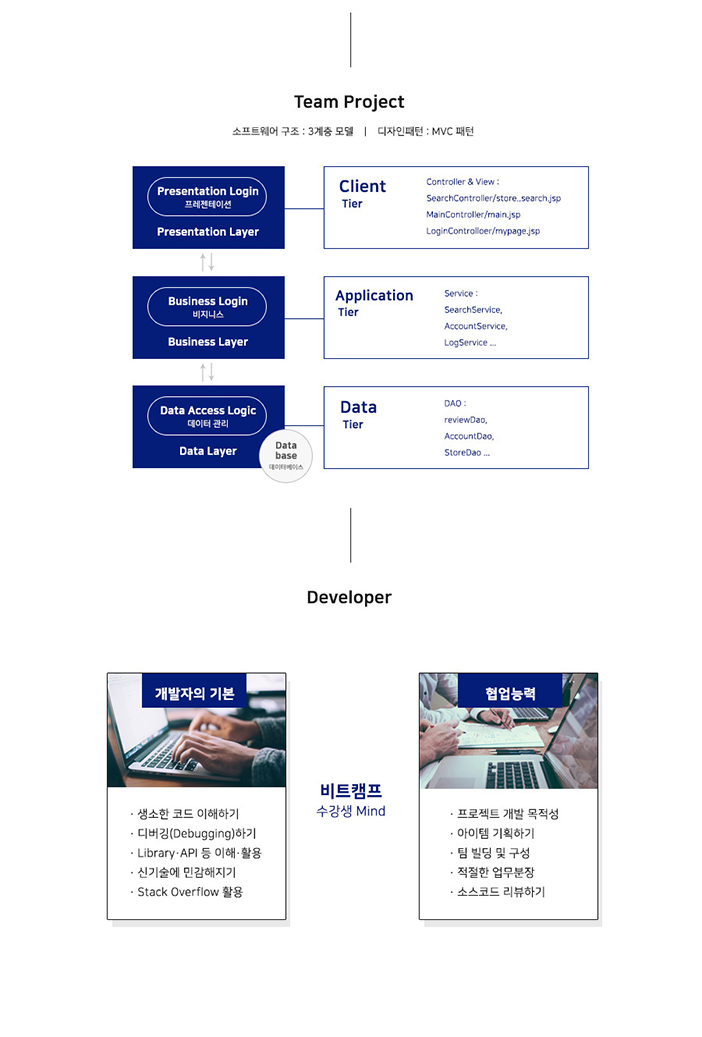 Team Project
소프트웨어 구조 : 3계층 모델 | 디자인패턴 : MVC 패턴
Presentation Login
프레젠테이션
Presentation Layer
Client
Tier
Controller & View :
SearchController/store..search.jsp
MainController/main.jsp
LoginControlloer/mypage.jsp
Business Login
비지니스
Business Layer
Application
Tier
Service :
SearchService,
AccountService,
LogService ...
Data Access Logic
데이터 관리
Data Layer
Data
base
데이터베이스
Data
Tier
DAO :
reviewDao,
AccountDao,
StoreDao ...
Developer
개발자의 기본
· 생소한 코드 이해하기
· 디버깅(Debugging)하기
· Library·API 등 이해·활용
· 신기술에 민감해지기
· Stack Overflow 활용
비트캠프
수강생 Mind
협업능력
· 프로젝트 개발 목적성
· 아이템 기획하기
· 팀 빌딩 및 구성
· 적절한 업무분장
· 소스코드 리뷰하기